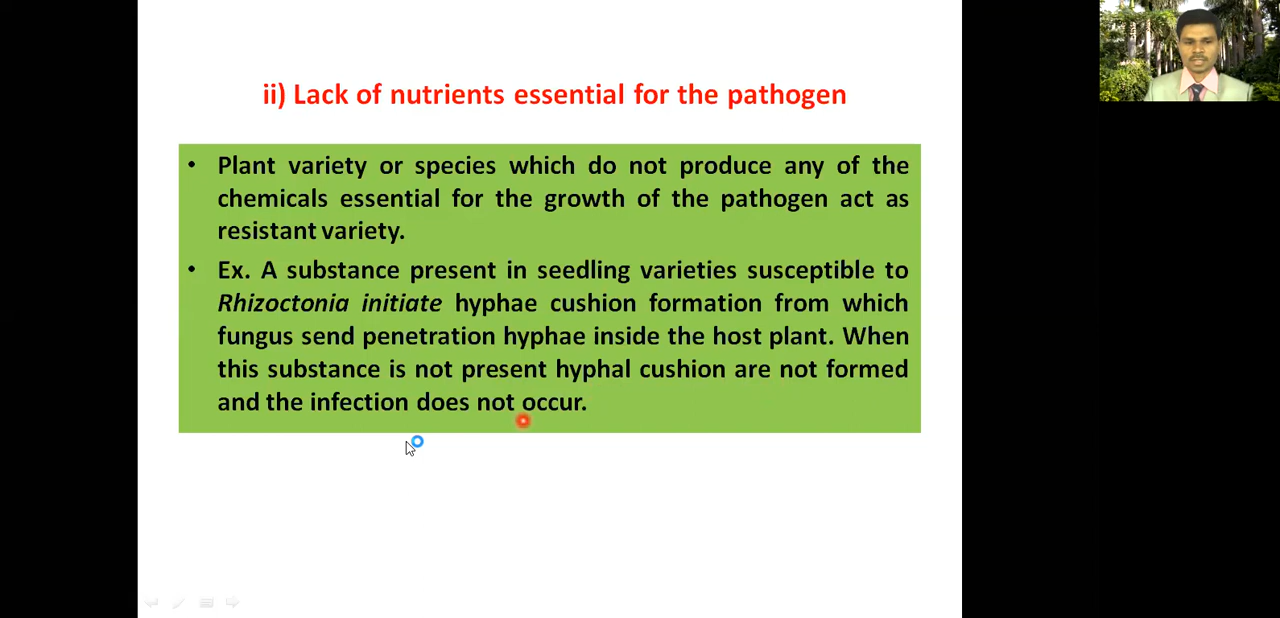 ii) Lack of nutrients essential for the pathogen
• Plant variety or species which do not produce any of the
chemicals essential for the growth of the pathogen act as
resistant variety.
• Ex. A substance present in seedling varieties susceptible to
Rhizoctonia initiate hyphae cushion formation from which
fungus send penetration hyphae inside the host plant. When
this substance is not present hyphal cushion are not formed
and the infection does not occur.